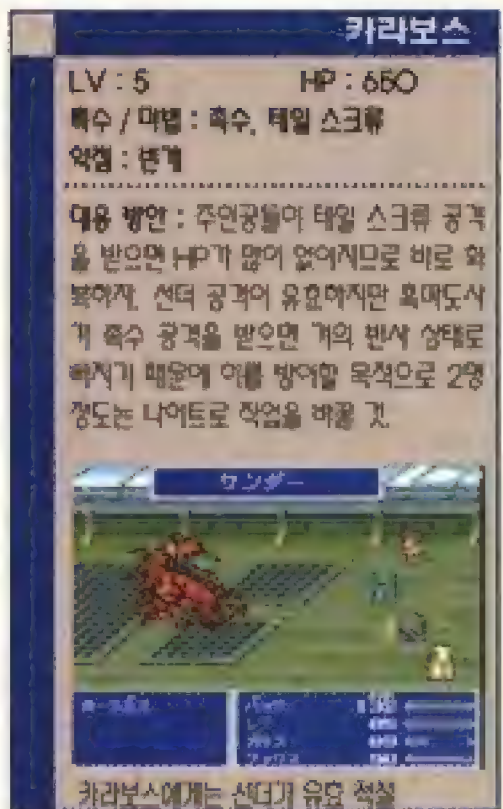 카라보스
LV : 5 HP : 650
특수 / 마법 : 촉수, 테일 스크류
약점 : 번개
대응 방안 : 주인공들이 테일 스크류 공격
을 받으면 HP가 많이 없어지므로 바로 회
복하자. 선더 공격이 유효하지만 흑마도사
가 촉수 공격을 받으면 거의 반사 상태로
빠지기 때문에 이를 방어할 목적으로 2명
정도는 나이트로 직업을 바꿀 것.
サンダー
카라보스에게는 선더가 유효 적절